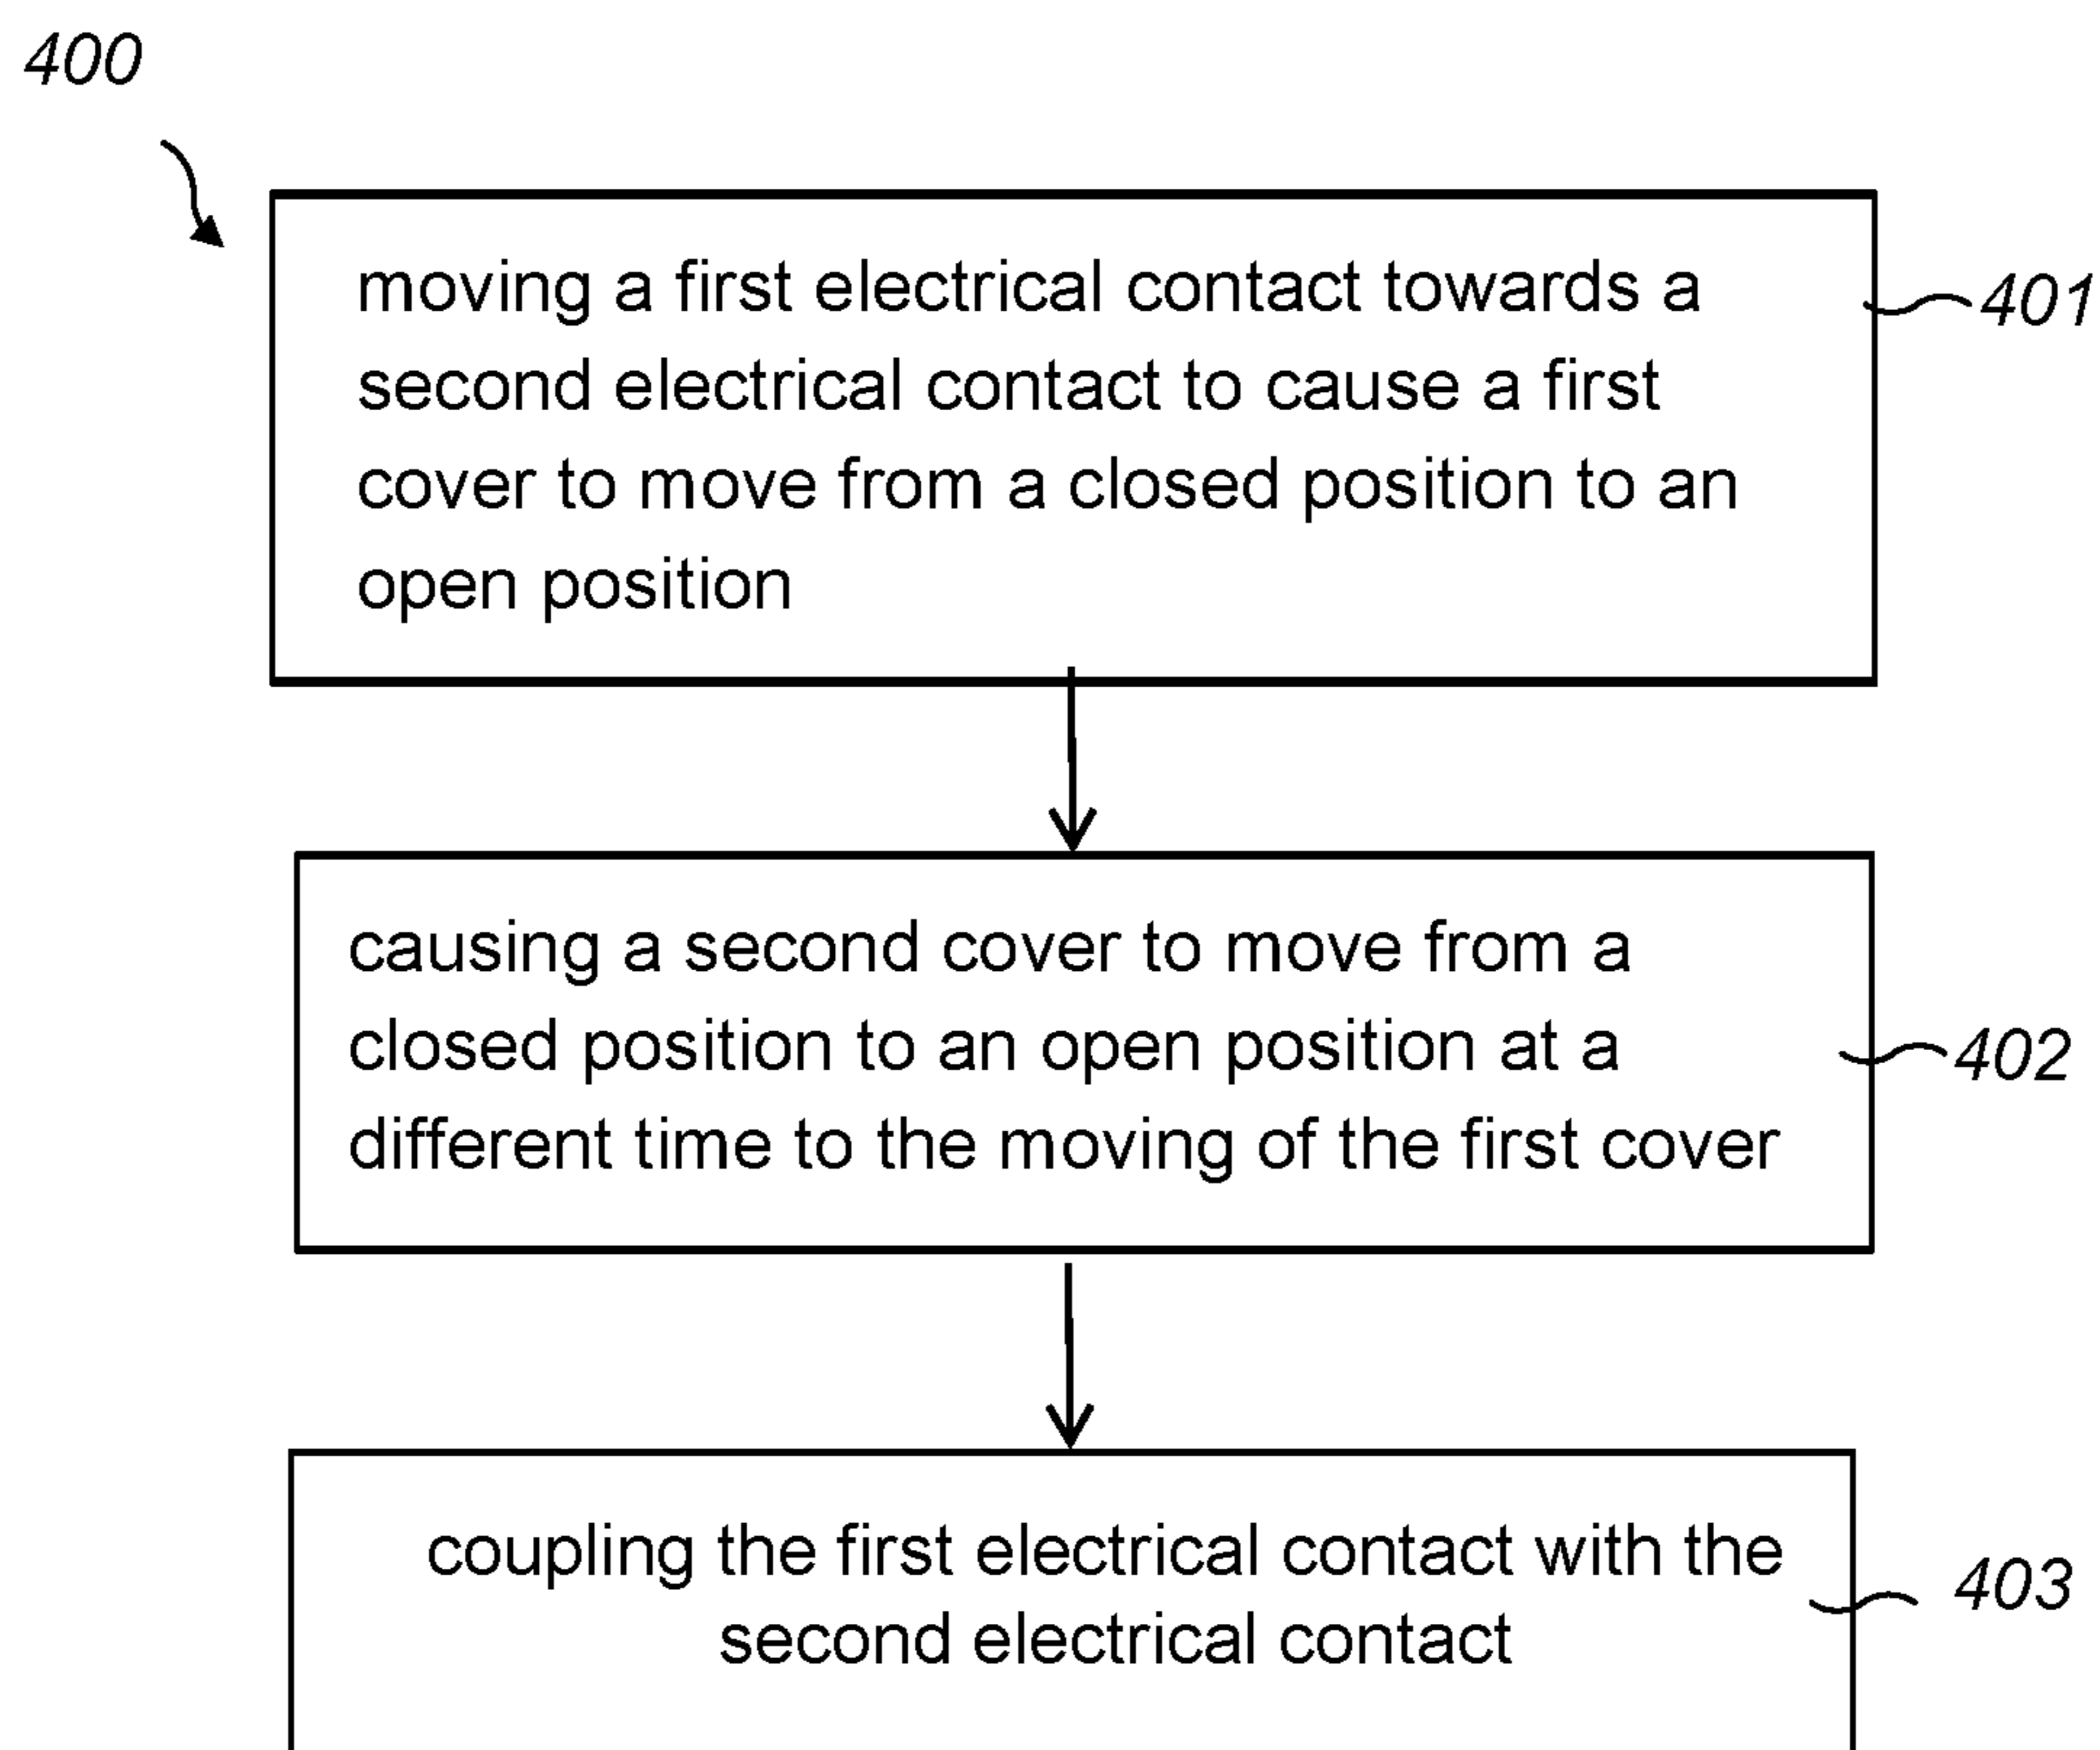 400
moving a first electrical contact towards a
second electrical contact to cause a first
cover to move from a closed position to an
open position
401
causing a second cover to move from a
closed position to an open position at a
different time to the moving of the first cover
402
coupling the first electrical contact with the
second electrical contact
403